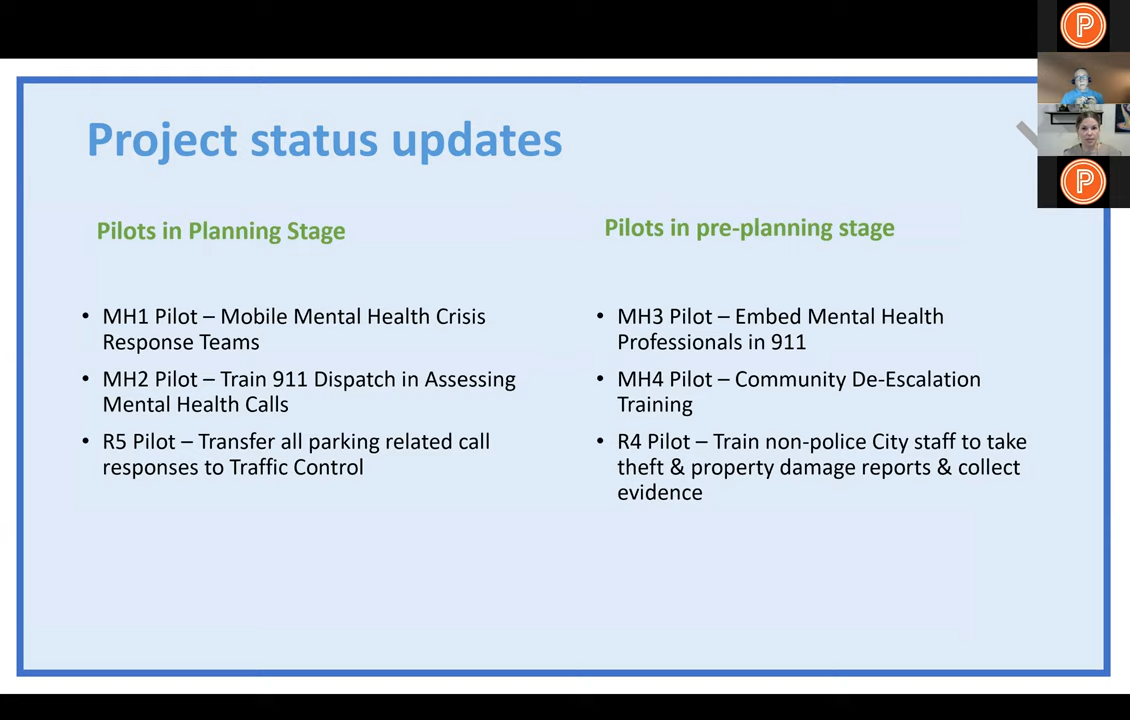 Project status updates
Pilots in Planning Stage
• MH1 Pilot – Mobile Mental Health Crisis
Response Teams
• MH2 Pilot – Train 911 Dispatch in Assessing
Mental Health Calls
• R5 Pilot – Transfer all parking related call
responses to Traffic Control
Pilots in pre-planning stage
• MH3 Pilot – Embed Mental Health
Professionals in 911
• MH4 Pilot – Community De-Escalation
Training
• R4 Pilot – Train non-police City staff to take
theft & property damage reports & collect
evidence
P
P